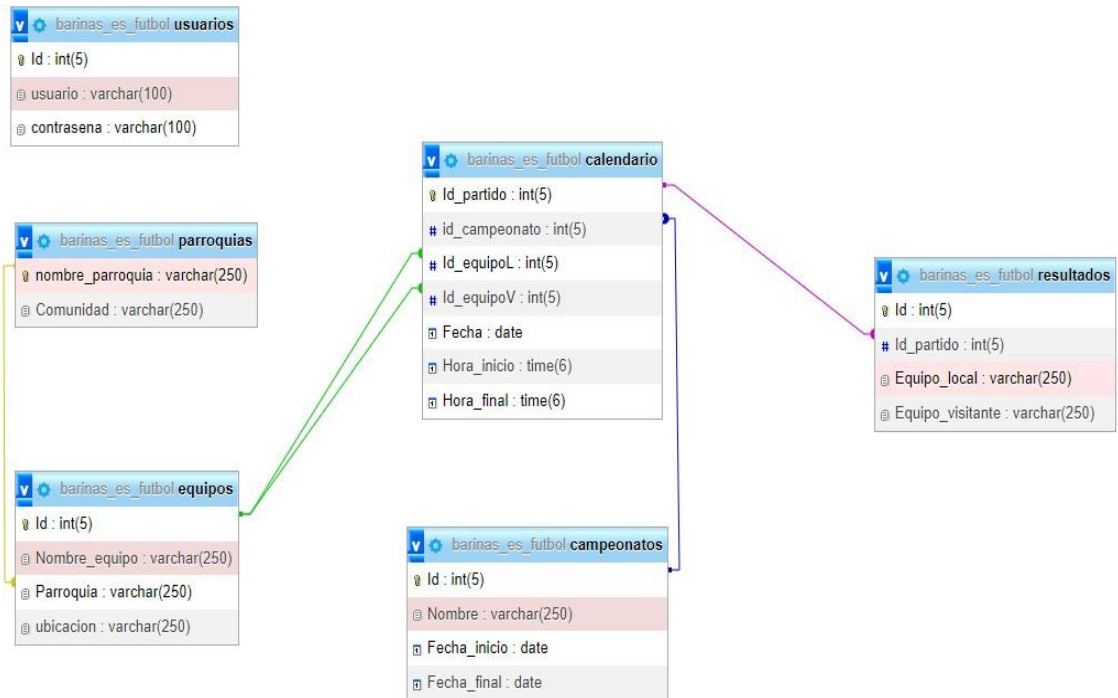 barinas_es_futbol usuarios
Id : int(5)
usuario : varchar(100)
contrasena : varchar(100)
barinas_es_futbol parroquias
nombre_parroquia : varchar(250)
Comunidad : varchar(250)
barinas_es_futbol equipos
Id : int(5)
Nombre_equipo : varchar(250)
Parroquia : varchar(250)
ubicacion : varchar(250)
barinas_es_futbol calendario
Id_partido : int(5)
# id_campeonato : int(5)
# Id_equipoL : int(5)
# Id_equipoV : int(5)
Fecha : date
Hora_inicio : time(6)
Hora_final : time(6)
barinas_es_futbol campeonatos
Id : int(5)
Nombre : varchar(250)
Fecha_inicio : date
Fecha_final : date
barinas_es_futbol resultados
Id : int(5)
# Id_partido : int(5)
Equipo_local : varchar(250)
Equipo_visitante : varchar(250)